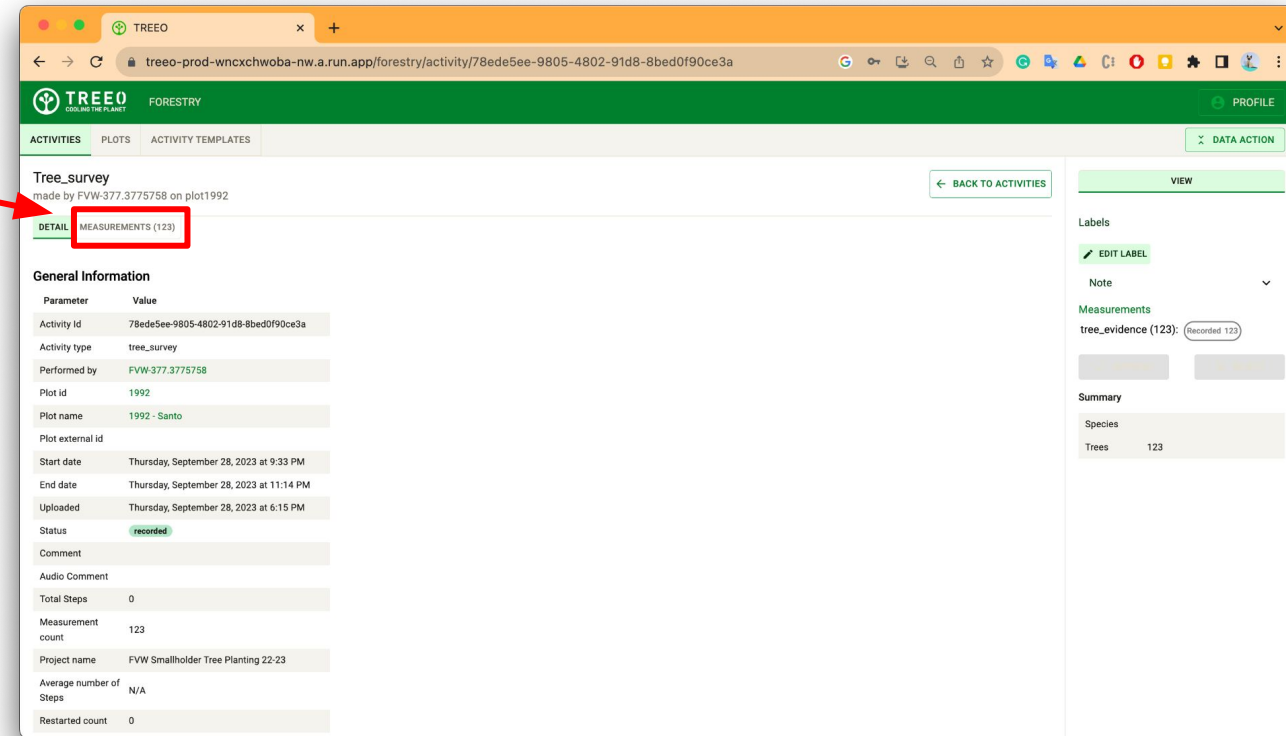 TREEO
treeo-prod-wncxchwoba-nw.a.run.app/forestry/activity/78ede5ee-9805-4802-91d8-8bed0f90ce3a
TREEO
COOLING THE PLANET
FORESTRY
PROFILE
ACTIVITIES PLOTS ACTIVITY TEMPLATES
DATA ACTION
Tree_survey
made by FVW-377.3775758 on plot1992
← BACK TO ACTIVITIES
DETAIL MEASUREMENTS (123)
General Information
Parameter Value
Activity Id 78ede5ee-9805-4802-91d8-8bed0f90ce3a
Activity type tree_survey
Performed by FVW-377.3775758
Plot id 1992
Plot name 1992 - Santo
Plot external id
Start date Thursday, September 28, 2023 at 9:33 PM
End date Thursday, September 28, 2023 at 11:14 PM
Uploaded Thursday, September 28, 2023 at 6:15 PM
Status recorded
Comment
Audio Comment
Total Steps 0
Measurement
count 123
Project name FVW Smallholder Tree Planting 22-23
Average number of
Steps N/A
Restarted count 0
VIEW
Labels
EDIT LABEL
Note
Measurements
tree_evidence (123): Recorded 123
Summary
Species
Trees 123